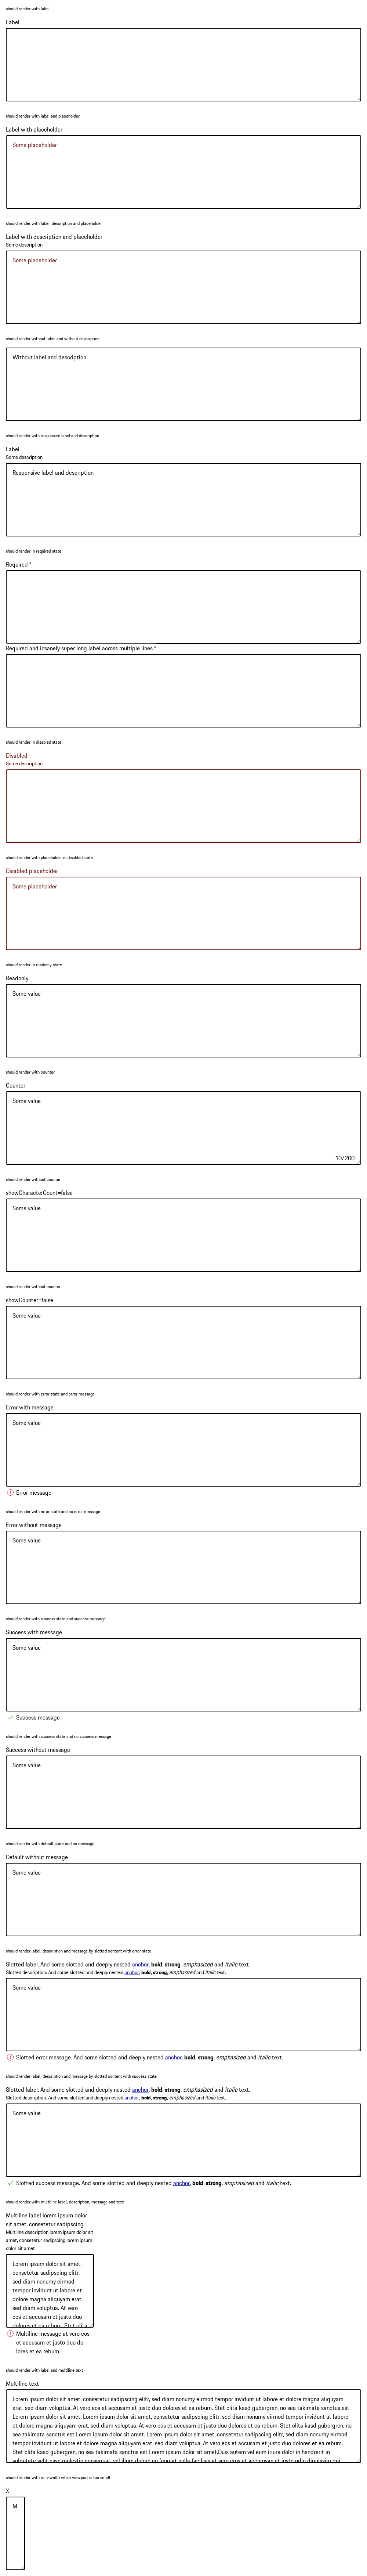 should render with label
Label
should render with label and placeholder
Label with placeholder
Some placeholder
should render with label, description and placeholder
Label with description and placeholder
Some description
Some placeholder
should render without label and without description
Without label and description
should render with responsive label and description
Label
Some description
Responsive label and description
should render in required state
Required *
Required and insanely super long label across multiple lines *
should render in disabled state
Disabled
Some description
should render with placeholder in disabled state
Disabled placeholder
Some placeholder
should render in readonly state
Readonly
Some value
should render with counter
Counter
Some value
10/200
should render without counter
showCharacterCount=false
Some value
should render without counter
showCounter=false
Some value
should render with error state and error message
Error with message
Some value
Error message
should render with error state and no error message
Error without message
Some value
should render with success state and success message
Success with message
Some value
Success message
should render with success state and no success message
Success without message
Some value
should render with default state and no message
Default without message
Some value
should render label, description and message by slotted content with error state
Slotted label. And some slotted and deeply nested anchor, bold, strong, emphasized and italic text.
Slotted description. And some slotted and deeply nested anchor, bold, strong, emphasized and italic text.
Some value
Slotted error message. And some slotted and deeply nested anchor, bold, strong, emphasized and italic text.
should render label, description and message by slotted content with success state
Slotted label. And some slotted and deeply nested anchor, bold, strong, emphasized and italic text.
Slotted description. And some slotted and deeply nested anchor, bold, strong, emphasized and italic text.
Some value
Slotted success message. And some slotted and deeply nested anchor, bold, strong, emphasized and italic text.
should render with multiline label, description, message and text
Multiline label lorem ipsum dolor
sit amet, consetetur sadipscing
Multiline description lorem ipsum dolor sit
amet, consetetur sadipscing lorem ipsum
dolor sit amet
Lorem ipsum dolor sit amet,
consetetur sadipscing elitr,
sed diam nonumy eirmod
tempor invidunt ut labore et
dolore magna aliquyam erat,
sed diam voluptua. At vero
eos et accusam et justo duo
dolores et ea rebum. Stet clita
Multiline message at vero eos
et accusam et justo duo do-
lores et ea rebum.
should render with label and multiline text
Multiline text
Lorem ipsum dolor sit amet, consetetur sadipscing elitr, sed diam nonumy eirmod tempor invidunt ut labore et dolore magna aliquyam
erat, sed diam voluptua. At vero eos et accusam et justo duo dolores et ea rebum. Stet clita kasd gubergren, no sea takimata sanctus est
Lorem ipsum dolor sit amet. Lorem ipsum dolor sit amet, consetetur sadipscing elitr, sed diam nonumy eirmod tempor invidunt ut labore
et dolore magna aliquyam erat, sed diam voluptua. At vero eos et accusam et justo duo dolores et ea rebum. Stet clita kasd gubergren, no
sea takimata sanctus est Lorem ipsum dolor sit amet. Lorem ipsum dolor sit amet, consetetur sadipscing elitr, sed diam nonumy eirmod
tempor invidunt ut labore et dolore magna aliquyam erat, sed diam voluptua. At vero eos et accusam et justo duo dolores et ea rebum.
Stet clita kasd gubergren, no sea takimata sanctus est Lorem ipsum dolor sit amet.Duis autem vel eum iriure dolor in hendrerit in
vulputate velit esse molestie consequat, vel illum dolore eu feugiat nulla facilisis at vero eros et accumsan et iusto odio dignissim qui
should render with min-width when viewport is too small
X
M